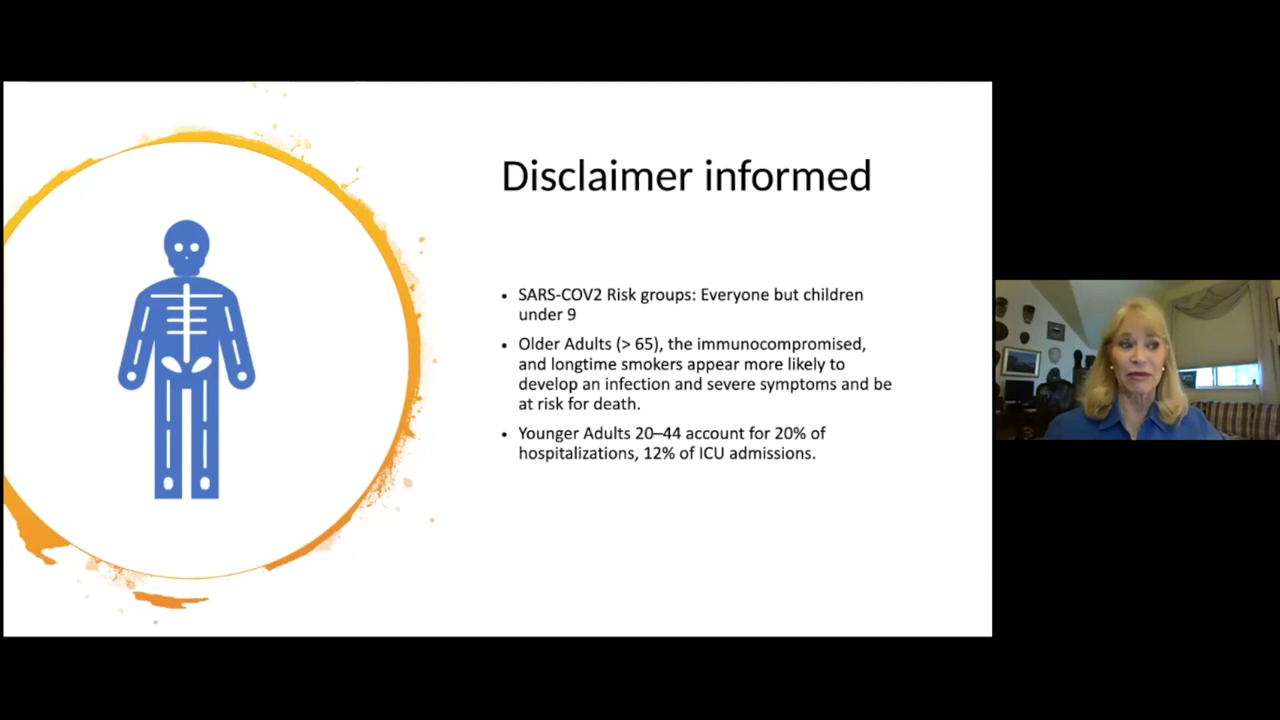 Disclaimer informed
• SARS-COV2 Risk groups: Everyone but children
under 9
• Older Adults (> 65), the immunocompromised,
and longtime smokers appear more likely to
develop an infection and severe symptoms and be
at risk for death.
• Younger Adults 20–44 account for 20% of
hospitalizations, 12% of ICU admissions.